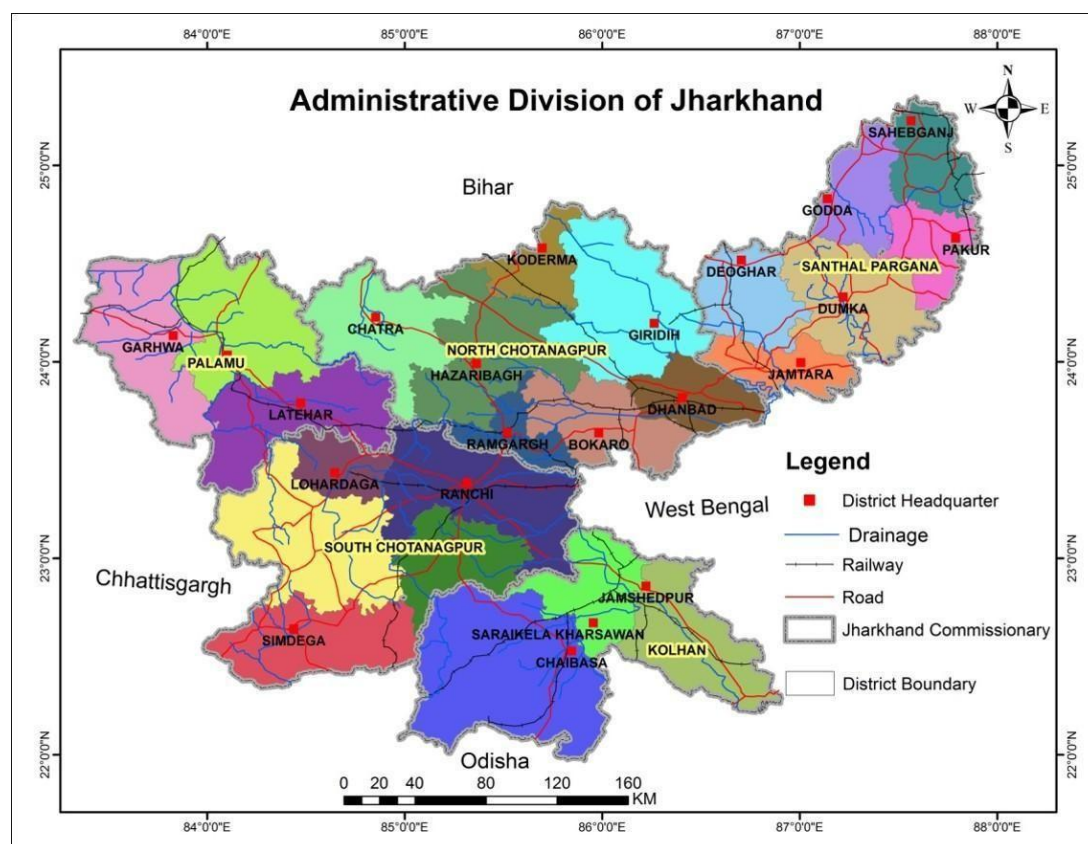 84°0'0"E 85°0'0"E 86°0'0"E 87°0'0"E 88°0'0"E
Administrative Division of Jharkhand
N
W E
S
25°0'0"N
25°0'0"N
24°0'0"N
24°0'0"N
23°0'0"N
23°0'0"N
22°0'0"N
22°0'0"N
Bihar
SAHEBGANJ
GODDA
PAKUR
KODERMA
DEOGHAR
SANTHAL PARGANA
DUMKA
CHATRA
GIRIDIH
GARHWA
NORTH CHOTANAGPUR
PALAMU
HAZARIBAGH
JAMTARA
LATEHAR
DHANBAD
RAMGARGH
BOKARO
LOHARDAGA
RANCHI
West Bengal
SOUTH CHOTANAGPUR
Chhattisgargh
JAMSHEDPUR
SIMDEGA
SARAIKELA KHARSAWAN
KOLHAN
CHAIBASA
Odisha
Legend
District Headquarter
Drainage
Railway
Road
Jharkhand Commissionary
District Boundary
0 20 40 80 120 160
KM
84°0'0"E 85°0'0"E 86°0'0"E 87°0'0"E 88°0'0"E